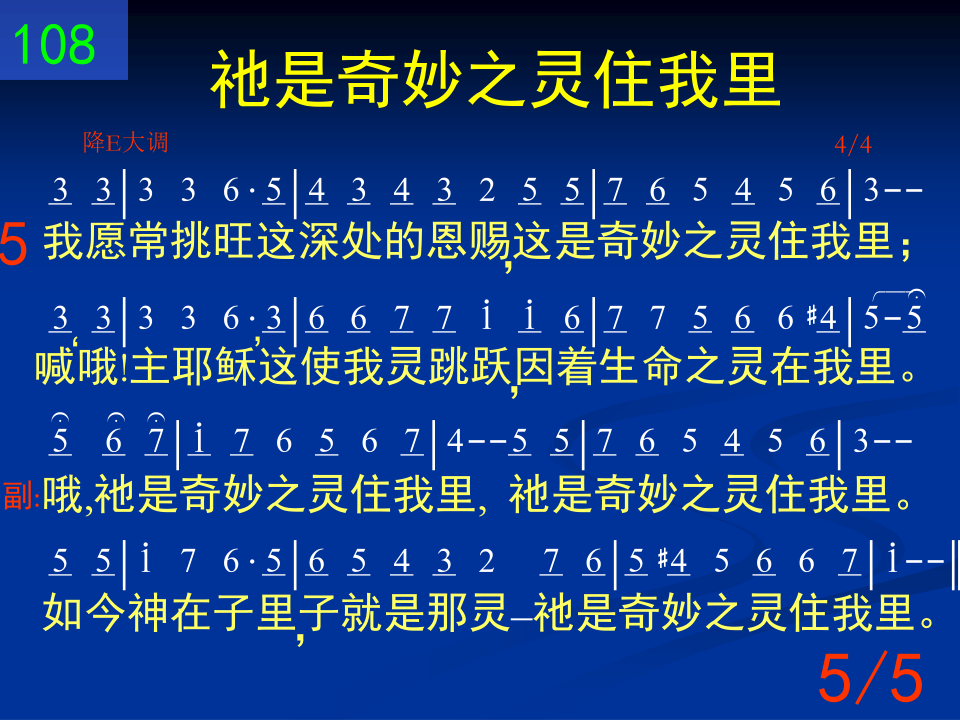 108
祂是奇妙之灵住我里
降E大调 4/4
3 3|3 3 6·5|4 3 4 3 2 5 5|7 6 5 4 5 6|3--
5 我愿常挑旺这深处的恩赐,这是奇妙之灵住我里;
3 3|3 3 6·3|6 6 7 7 i i 6|7 7 5 6 6 #4|5-5
喊哦!‘主耶稣’这使我灵跳跃,因着生命之灵在我里。
5 6 7|i 7 6 5 6 7|4--5 5|7 6 5 4 5 6|3--
副:哦,祂是奇妙之灵住我里, 祂是奇妙之灵住我里。
5 5|i 7 6·5|6 5 4 3 2 7 6|5 #4 5 6 6 7|i--‖
如今神在子里,子就是那灵–祂是奇妙之灵住我里。
5/5